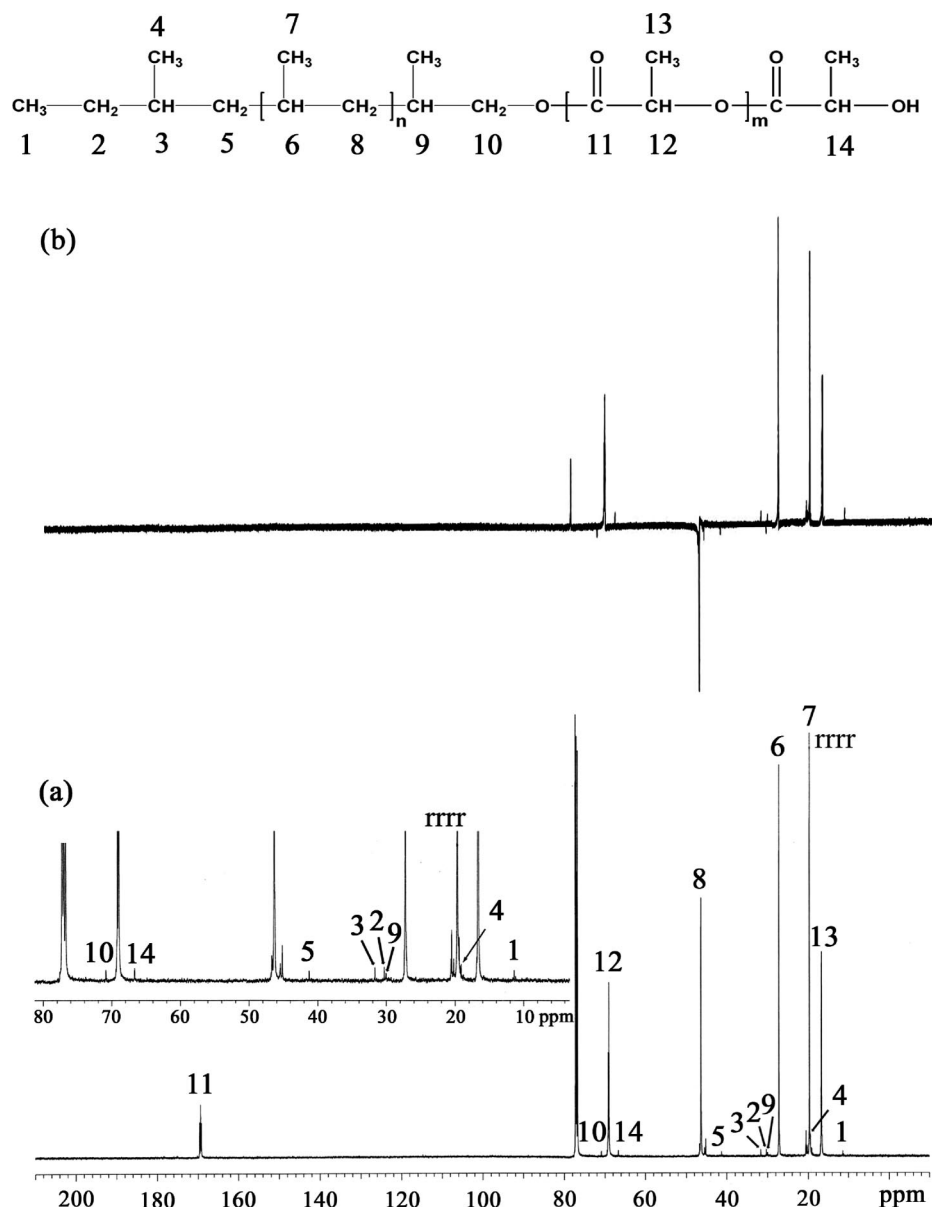 4 7 13
CH₃ CH₃ CH₃ O CH₃ O CH₃
CH₃ CH₂ CH CH₂ [ CH CH₂ ]n CH CH₂ O [ C CH O ]m C CH OH
1 2 3 5 6 8 9 10 11 12 14
(b)
7
6 rrrr
(a)
rrrr
8
3 2 9 4
10 14 5 1
13
12
80 70 60 50 40 30 20 10 ppm
11
4
3 2 9
10 14 5 1
200 180 160 140 120 100 80 60 40 20 ppm